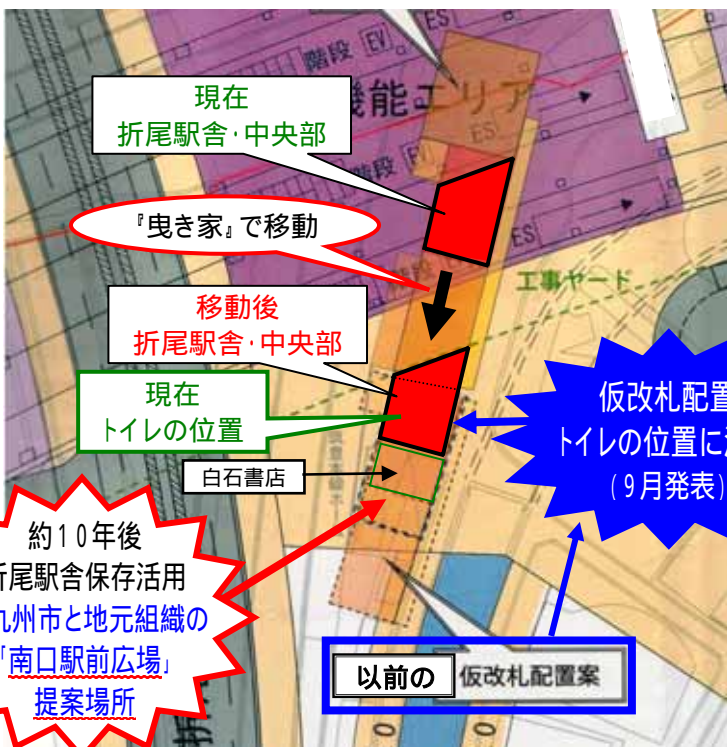 階段
EV
ES
機能エリア
現在
折尾駅舎・中央部
階段
ES
『曳き家』で移動
ES
階段
工事ヤード
移動後
折尾駅舎・中央部
現在
トイレの位置
仮改札配置
トイレの位置に
(9月発表)
白石書店
約10年後
折尾駅舎保存活用
九州市と地元組織の
「南口駅前広場」
提案場所
以前の 仮改札配置案